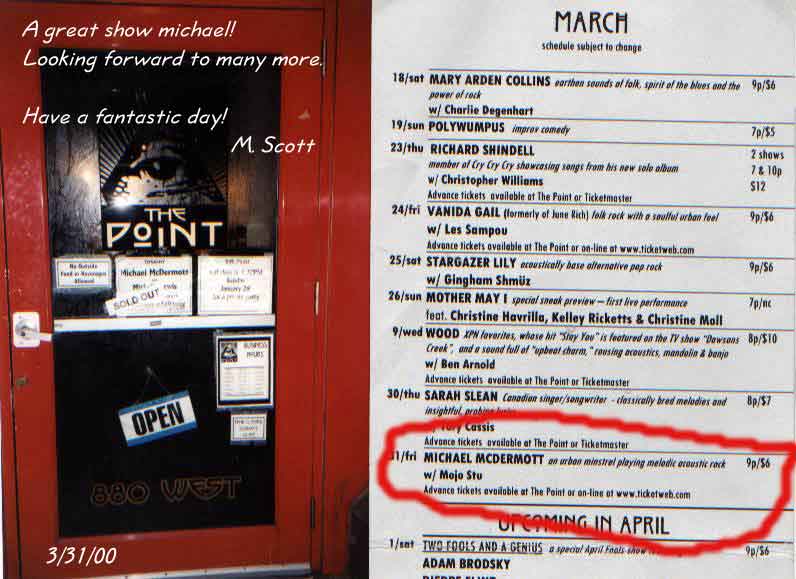 A great show michael!
Looking forward to many more.
Have a fantastic day!
M. Scott
THE
POINT
No Outside
Food or Beverages
Allowed
Michael McDermott
SOLD OUT
BUSINESS
HOURS
OPEN
880 WEST
3/31/00
MARCH
schedule subject to change
18/sat MARY ARDEN COLLINS earthen sounds of folk, spirit of the blues and the 9p/$6
power of rock
w/ Charlie Degenhart
19/sun POLYWUMPUS improv comedy 7p/$5
23/thu RICHARD SHINDELL 2 shows
member of Cry Cry Cry showcasing songs from his new solo album 7 & 10p
w/ Christopher Williams $12
Advance tickets available at The Point or Ticketmaster
24/fri VANIDA GAIL (formerly of June Rich) folk rock with a soulful urban feel 9p/$6
w/ Les Sampou
Advance tickets available at The Point or on-line at www.ticketweb.com
25/sat STARGAZER LILY acoustically base alternative pop rock 9p/$6
w/ Gingham Shmüz
26/sun MOTHER MAY I special sneak preview — first live performance 7p/nc
feat. Christine Havrilla, Kelley Ricketts & Christine Mall
9/wed WOOD XPN favorites, whose hit "Stay You" is featured on the TV show "Dawsons 8p/$10
Creek", and a sound full of "upbeat charm," rousing acoustics, mandolin & banjo
w/ Ben Arnold
Advance tickets available at The Point or Ticketmaster
30/thu SARAH SLEAN Canadian singer/songwriter - classically bred melodies and 8p/$7
insightful, probing
Cassis
Advance tickets available at The Point or Ticketmaster
1/fri MICHAEL MCDERMOTT an urban minstrel playing melodic acoustic rock 9p/$6
w/ Mojo Stu
Advance tickets available at The Point or on-line at www.ticketweb.com
UPCOMING IN APRIL
1/sat TWO FOOLS AND A GENIUS a special April Fools show 9p/$6
ADAM BRODSKY